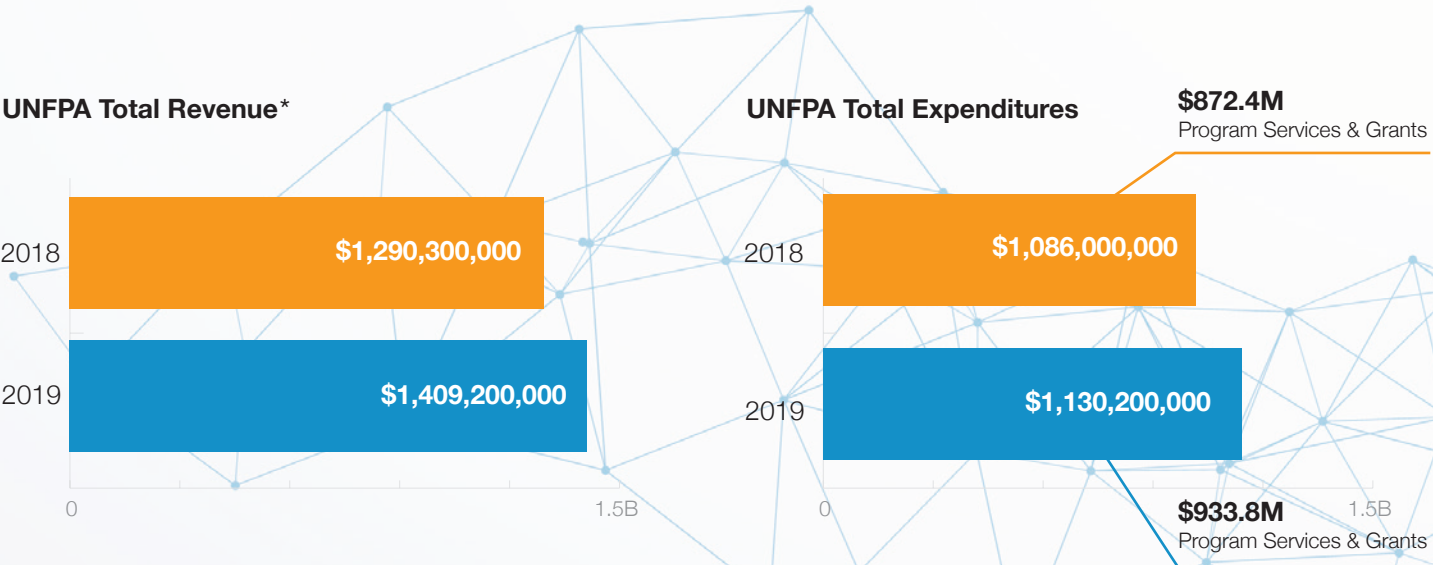 UNFPA Total Revenue*
2018
$1,290,300,000
2019
$1,409,200,000
0
1.5B
UNFPA Total Expenditures
$872.4M
Program Services & Grants
2018
$1,086,000,000
2019
$1,130,200,000
0
1.5B
$933.8M
Program Services & Grants